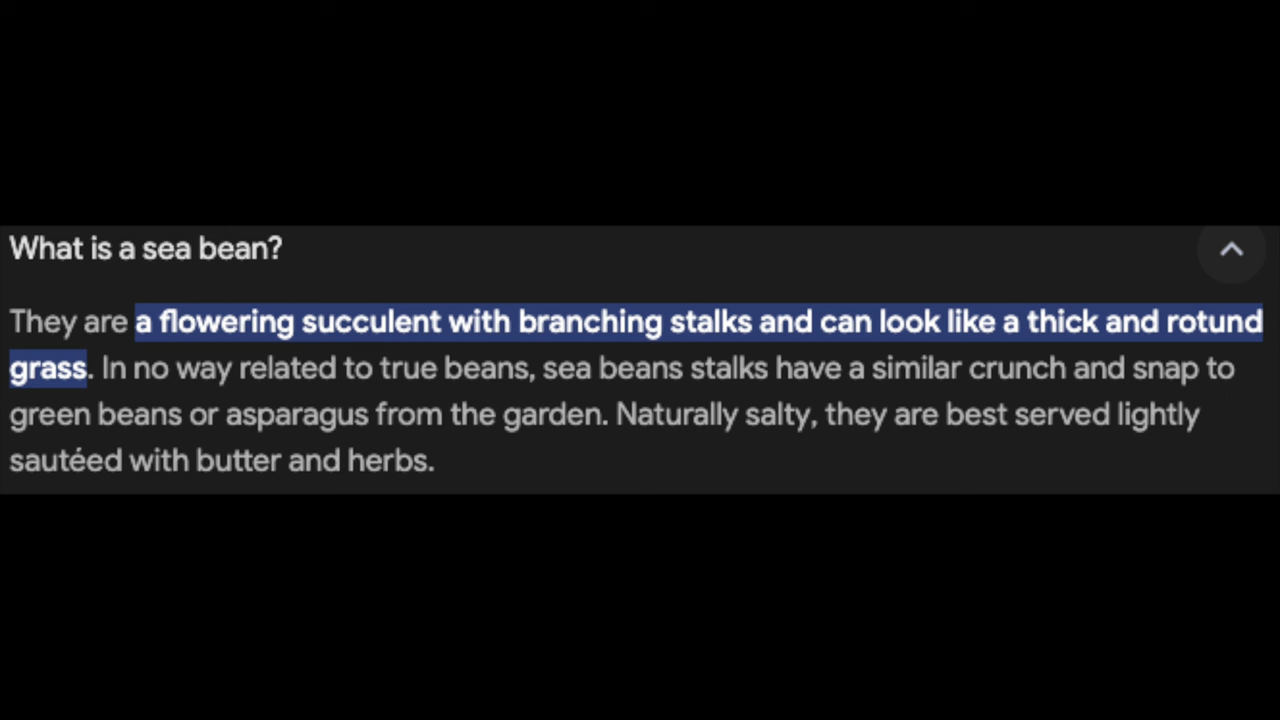 What is a sea bean?
They are a flowering succulent with branching stalks and can look like a thick and rotund
grass. In no way related to true beans, sea beans stalks have a similar crunch and snap to
green beans or asparagus from the garden. Naturally salty, they are best served lightly
sautéed with butter and herbs.